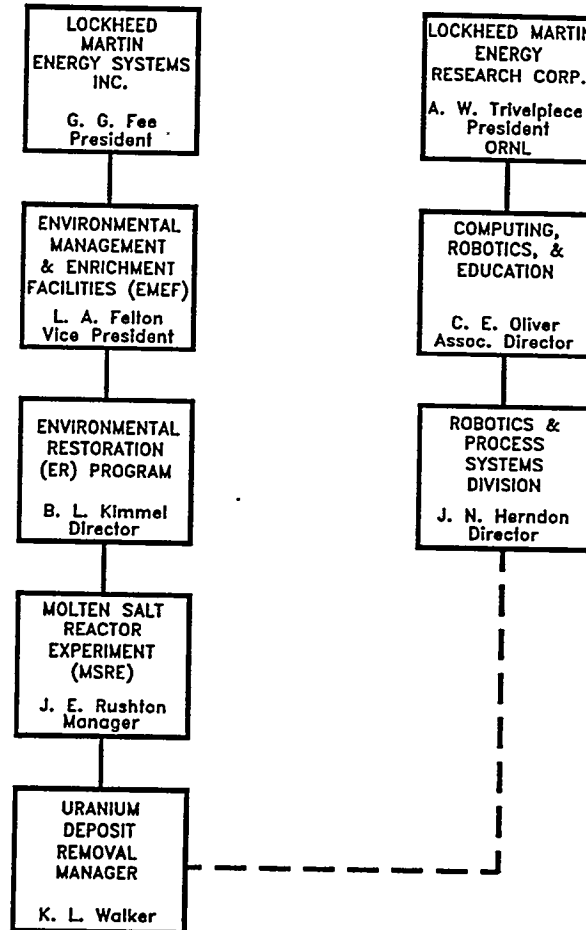 LOCKHEED
MARTIN
ENERGY SYSTEMS
INC.
G. G. Fee
President
ENVIRONMENTAL
MANAGEMENT
& ENRICHMENT
FACILITIES (EMEF)
L. A. Felton
Vice President
ENVIRONMENTAL
RESTORATION
(ER) PROGRAM
B. L. Kimmel
Director
MOLTEN SALT
REACTOR
EXPERIMENT
(MSRE)
J. E. Rushton
Manager
URANIUM
DEPOSIT
REMOVAL
MANAGER
K. L. Walker
LOCKHEED MARTIN
ENERGY
RESEARCH CORP.
A. W. Trivelpiece
President
ORNL
COMPUTING,
ROBOTICS, &
EDUCATION
C. E. Oliver
Assoc. Director
ROBOTICS &
PROCESS
SYSTEMS
DIVISION
J. N. Herndon
Director